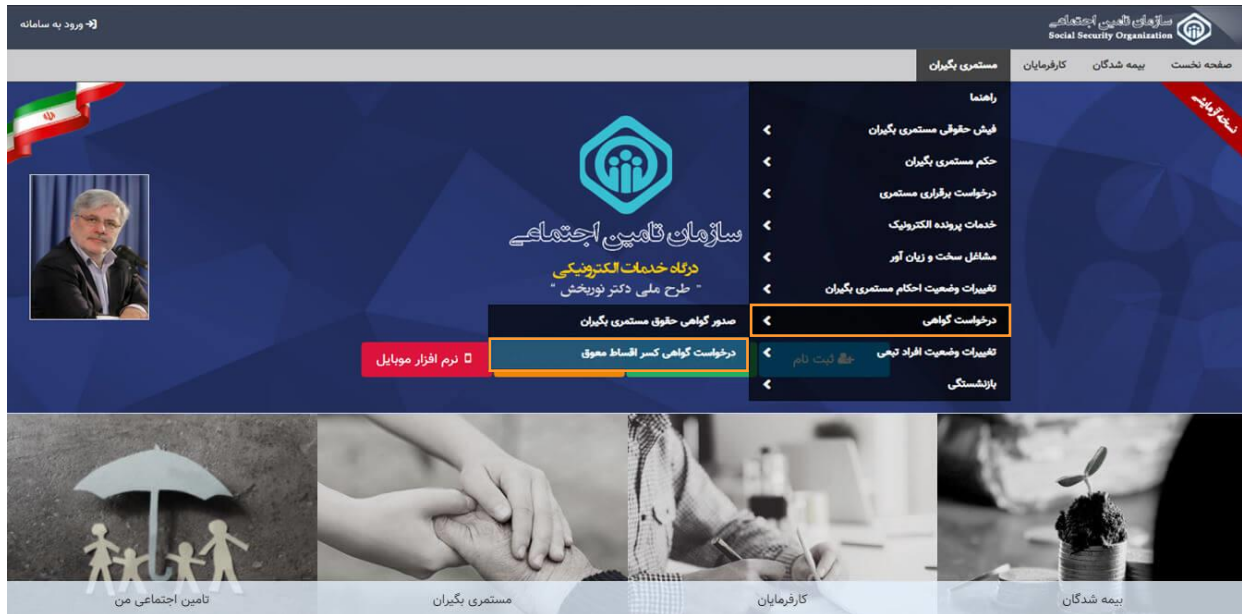 سازمان تامین اجتماعی
Social Security Organization
ورود به سامانه
صفحه نخست
بیمه شدگان
کارفرمایان
مستمری بگیران
نسخه آزمایشی
راهنما
فیش حقوقی مستمری بگیران
حکم مستمری بگیران
درخواست برقراری مستمری
خدمات پرونده الکترونیک
مشاغل سخت و زیان آور
تغییرات وضعیت احکام مستمری بگیران
درخواست گواهی
تغییرات وضعیت افراد تبعی
بازنشستگی
سازمان تامین اجتماعی
درگاه خدمات الکترونیکی
" طرح ملی دکتر نوربخش "
صدور گواهی حقوق مستمری بگیران
درخواست گواهی کسر اقساط معوق
ثبت نام
نرم افزار موبایل
بیمه شدگان
کارفرمایان
مستمری بگیران
تامین اجتماعی من